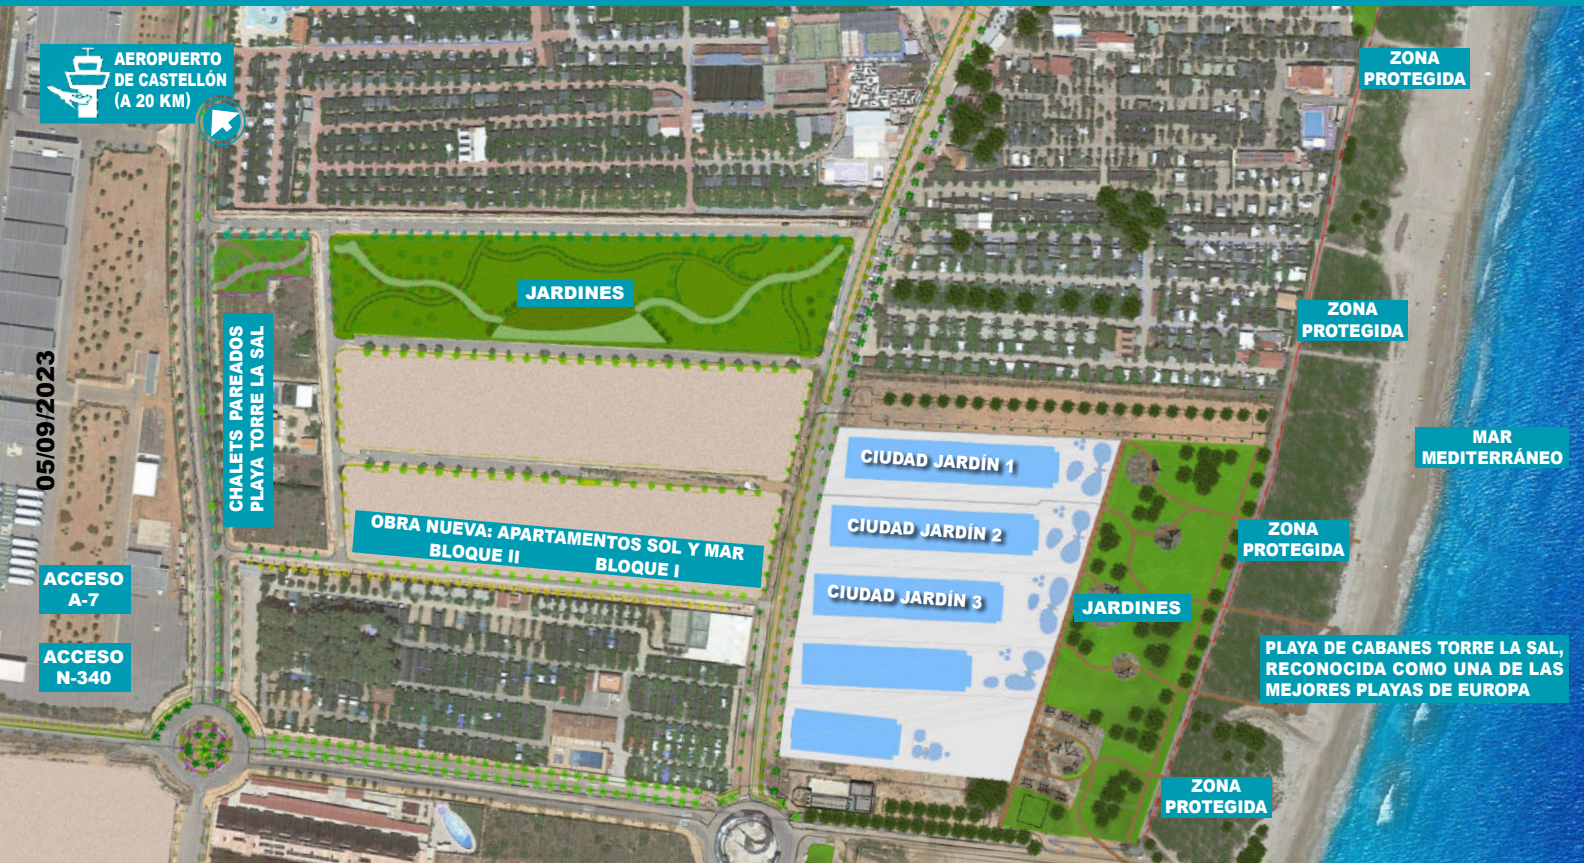 AEROPUERTO
DE CASTELLÓN
(A 20 KM)
ZONA
PROTEGIDA
JARDINES
ZONA
PROTEGIDA
CHALETS PAREADOS
PLAYA TORRE LA SAL
05/09/2023
MAR
MEDITERRÁNEO
CIUDAD JARDÍN 1
CIUDAD JARDÍN 2
OBRA NUEVA: APARTAMENTOS SOL Y MAR
BLOQUE II BLOQUE I
ZONA
PROTEGIDA
ACCESO
A-7
CIUDAD JARDÍN 3
JARDINES
ACCESO
N-340
PLAYA DE CABANES TORRE LA SAL,
RECONOCIDA COMO UNA DE LAS
MEJORES PLAYAS DE EUROPA
ZONA
PROTEGIDA